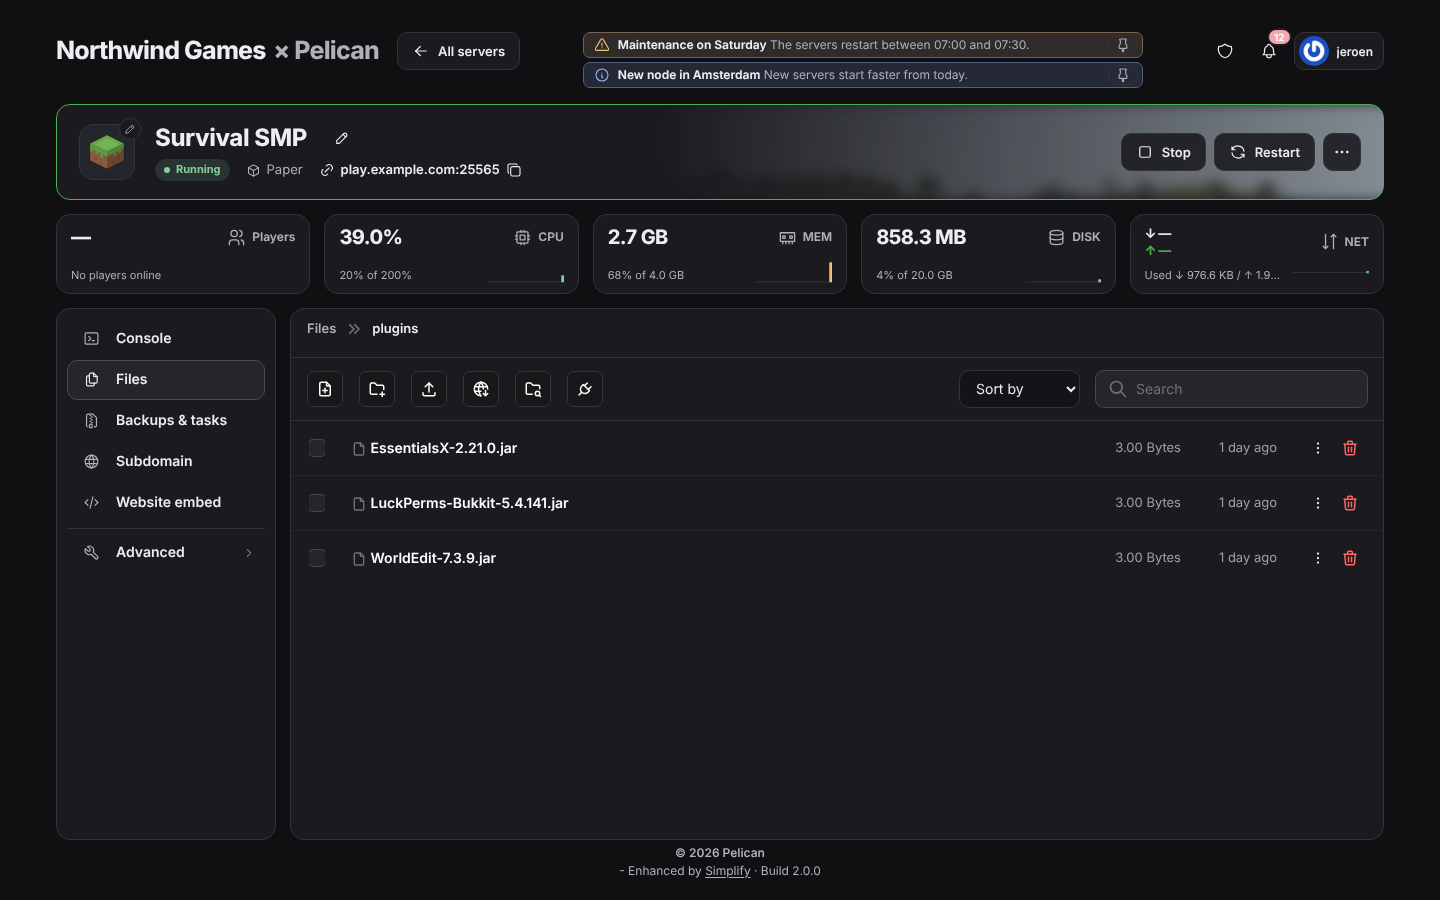 Northwind Games × Pelican
All servers
Maintenance on Saturday The servers restart between 07:00 and 07:30.
New node in Amsterdam New servers start faster from today.
12
jeroen
Survival SMP
Running
Paper
play.example.com:25565
Stop
Restart
—
Players
No players online
39.0%
CPU
20% of 200%
2.7 GB
MEM
68% of 4.0 GB
858.3 MB
DISK
4% of 20.0 GB
↓ —
↑ —
NET
Used ↓ 976.6 KB / ↑ 1.9...
Console
Files
Backups & tasks
Subdomain
Website embed
Advanced
Files » plugins
Sort by
Search
EssentialsX-2.21.0.jar 3.00 Bytes 1 day ago
LuckPerms-Bukkit-5.4.141.jar 3.00 Bytes 1 day ago
WorldEdit-7.3.9.jar 3.00 Bytes 1 day ago
© 2026 Pelican
- Enhanced by Simplify · Build 2.0.0